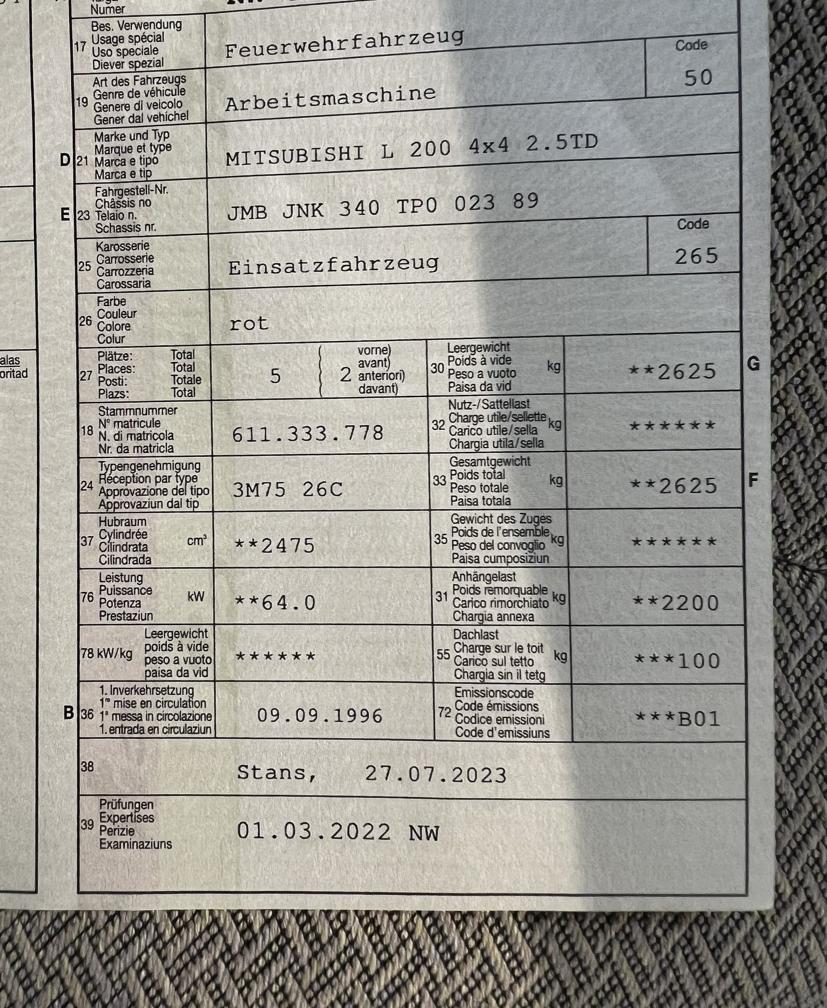 Numer
17 Bes. Verwendung
Usage spécial
Uso speciale
Diever spezial
Feuerwehrfahrzeug
19 Art des Fahrzeugs
Genre de véhicule
Genere di veicolo
Gener dal vehichel
Arbeitsmaschine
Code
50
D 21 Marke und Typ
Marque et type
Marca e tipo
Marca e tip
MITSUBISHI L 200 4x4 2.5TD
E 23 Fahrgestell-Nr.
Châssis no
Telaio n.
Schassis nr.
JMB JNK 340 TP0 023 89
25 Karosserie
Carrosserie
Carrozzeria
Carossaria
Einsatzfahrzeug
Code
265
26 Farbe
Couleur
Colore
Colur
rot
27 Plätze: Total
Places: Total
Posti: Totale
Plazs: Total
5
2 vorne)
avant)
anteriori)
davant)
30 Leergewicht
Poids à vide
Peso a vuoto
Paisa da vid
kg
**2625
G
18 Stammnummer
N° matricule
N. di matricola
Nr. da matricla
611.333.778
32 Nutz-/Sattellast
Charge utile/sellette
Carico utile/sella
Chargia utila/sella
kg
******
24 Typengenehmigung
Réception par type
Approvazione del tipo
Approvaziun dal tip
3M75 26C
33 Gesamtgewicht
Poids total
Peso totale
Paisa totala
kg
**2625
F
37 Hubraum
Cylindrée
Cilindrata
Cilindrada
cm³
**2475
35 Gewicht des Zuges
Poids de l'ensemble
Peso del convoglio
Paisa cumposiziun
kg
******
76 Leistung
Puissance
Potenza
Prestaziun
kW
**64.0
31 Anhängelast
Poids remorquable
Carico rimorchiato
Chargia annexa
kg
**2200
78 kW/kg
Leergewicht
poids à vide
peso a vuoto
paisa da vid
******
55 Dachlast
Charge sur le toit
Carico sul tetto
Chargia sin il tetg
kg
***100
B 36 1. Inverkehrsetzung
1re mise en circulation
1a messa in circolazione
1. entrada en circulaziun
09.09.1996
72 Emissionscode
Code émissions
Codice emissioni
Code d'emissiuns
***B01
38
Stans, 27.07.2023
39 Prüfungen
Expertises
Perizie
Examinaziuns
01.03.2022 NW
alas
oritad